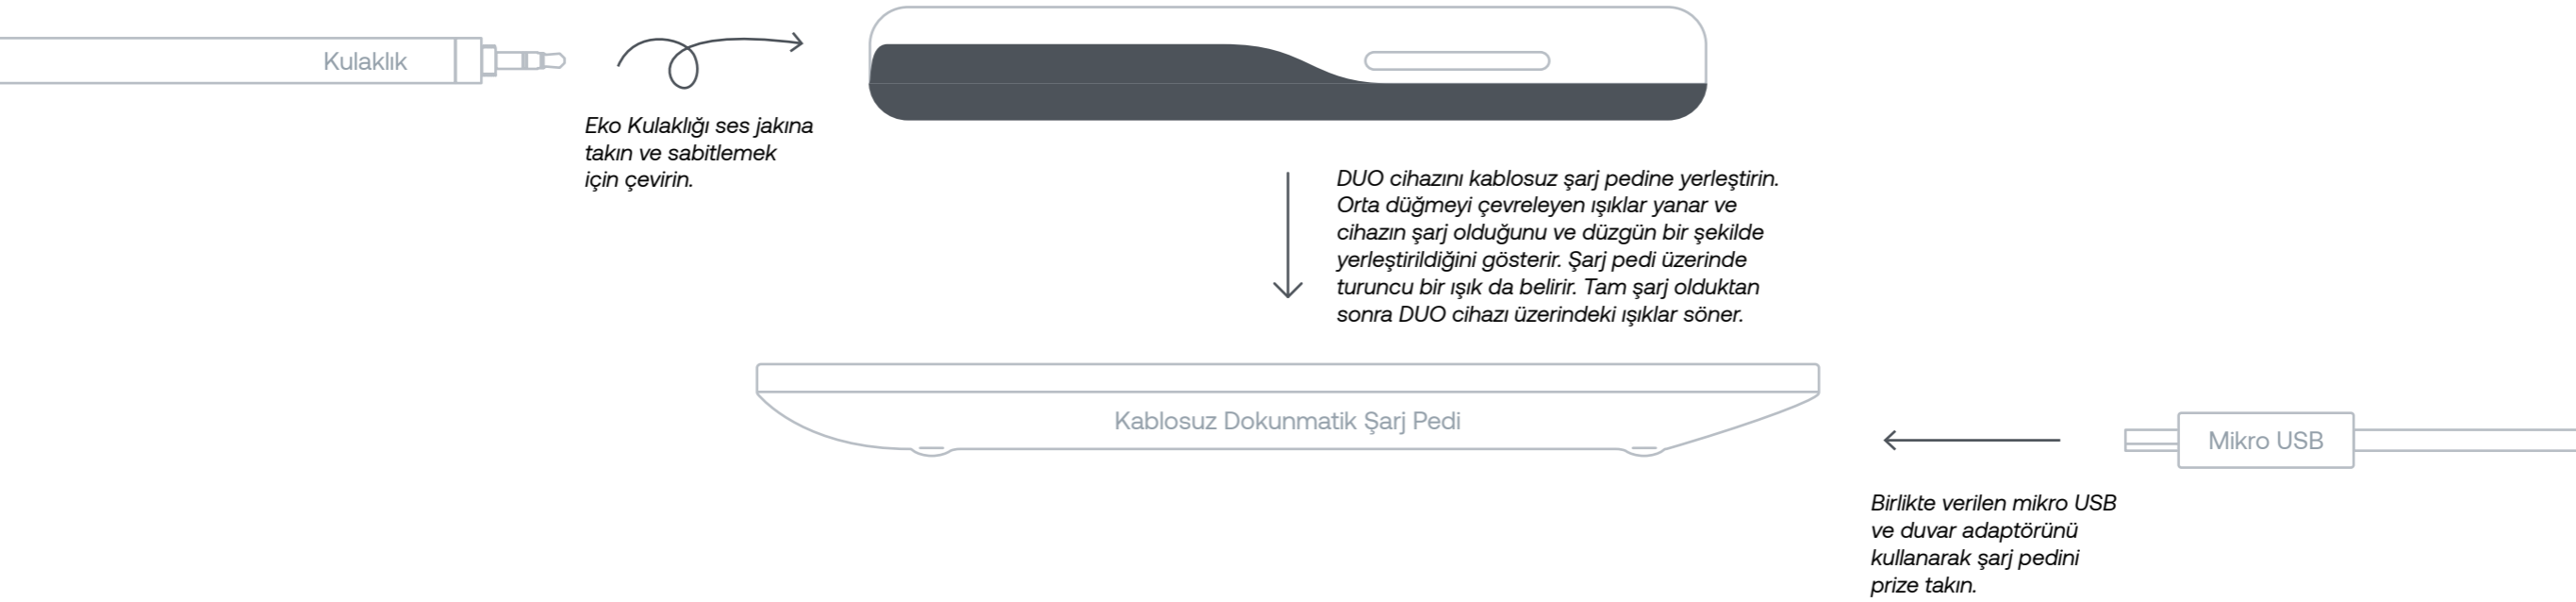 Kulaklık
Eko Kulaklığı ses jakına
takın ve sabitlemek
için çevirin.
DUO cihazını kablosuz şarj pedine yerleştirin.
Orta düğmeyi çevreleyen ışıklar yanar ve
cihazın şarj olduğunu ve düzgün bir şekilde
yerleştirildiğini gösterir. Şarj pedi üzerinde
turuncu bir ışık da belirir. Tam şarj olduktan
sonra DUO cihazı üzerindeki ışıklar söner.
Kablosuz Dokunmatik Şarj Pedi
Mikro USB
Birlikte verilen mikro USB
ve duvar adaptörünü
kullanarak şarj pedini
prize takın.